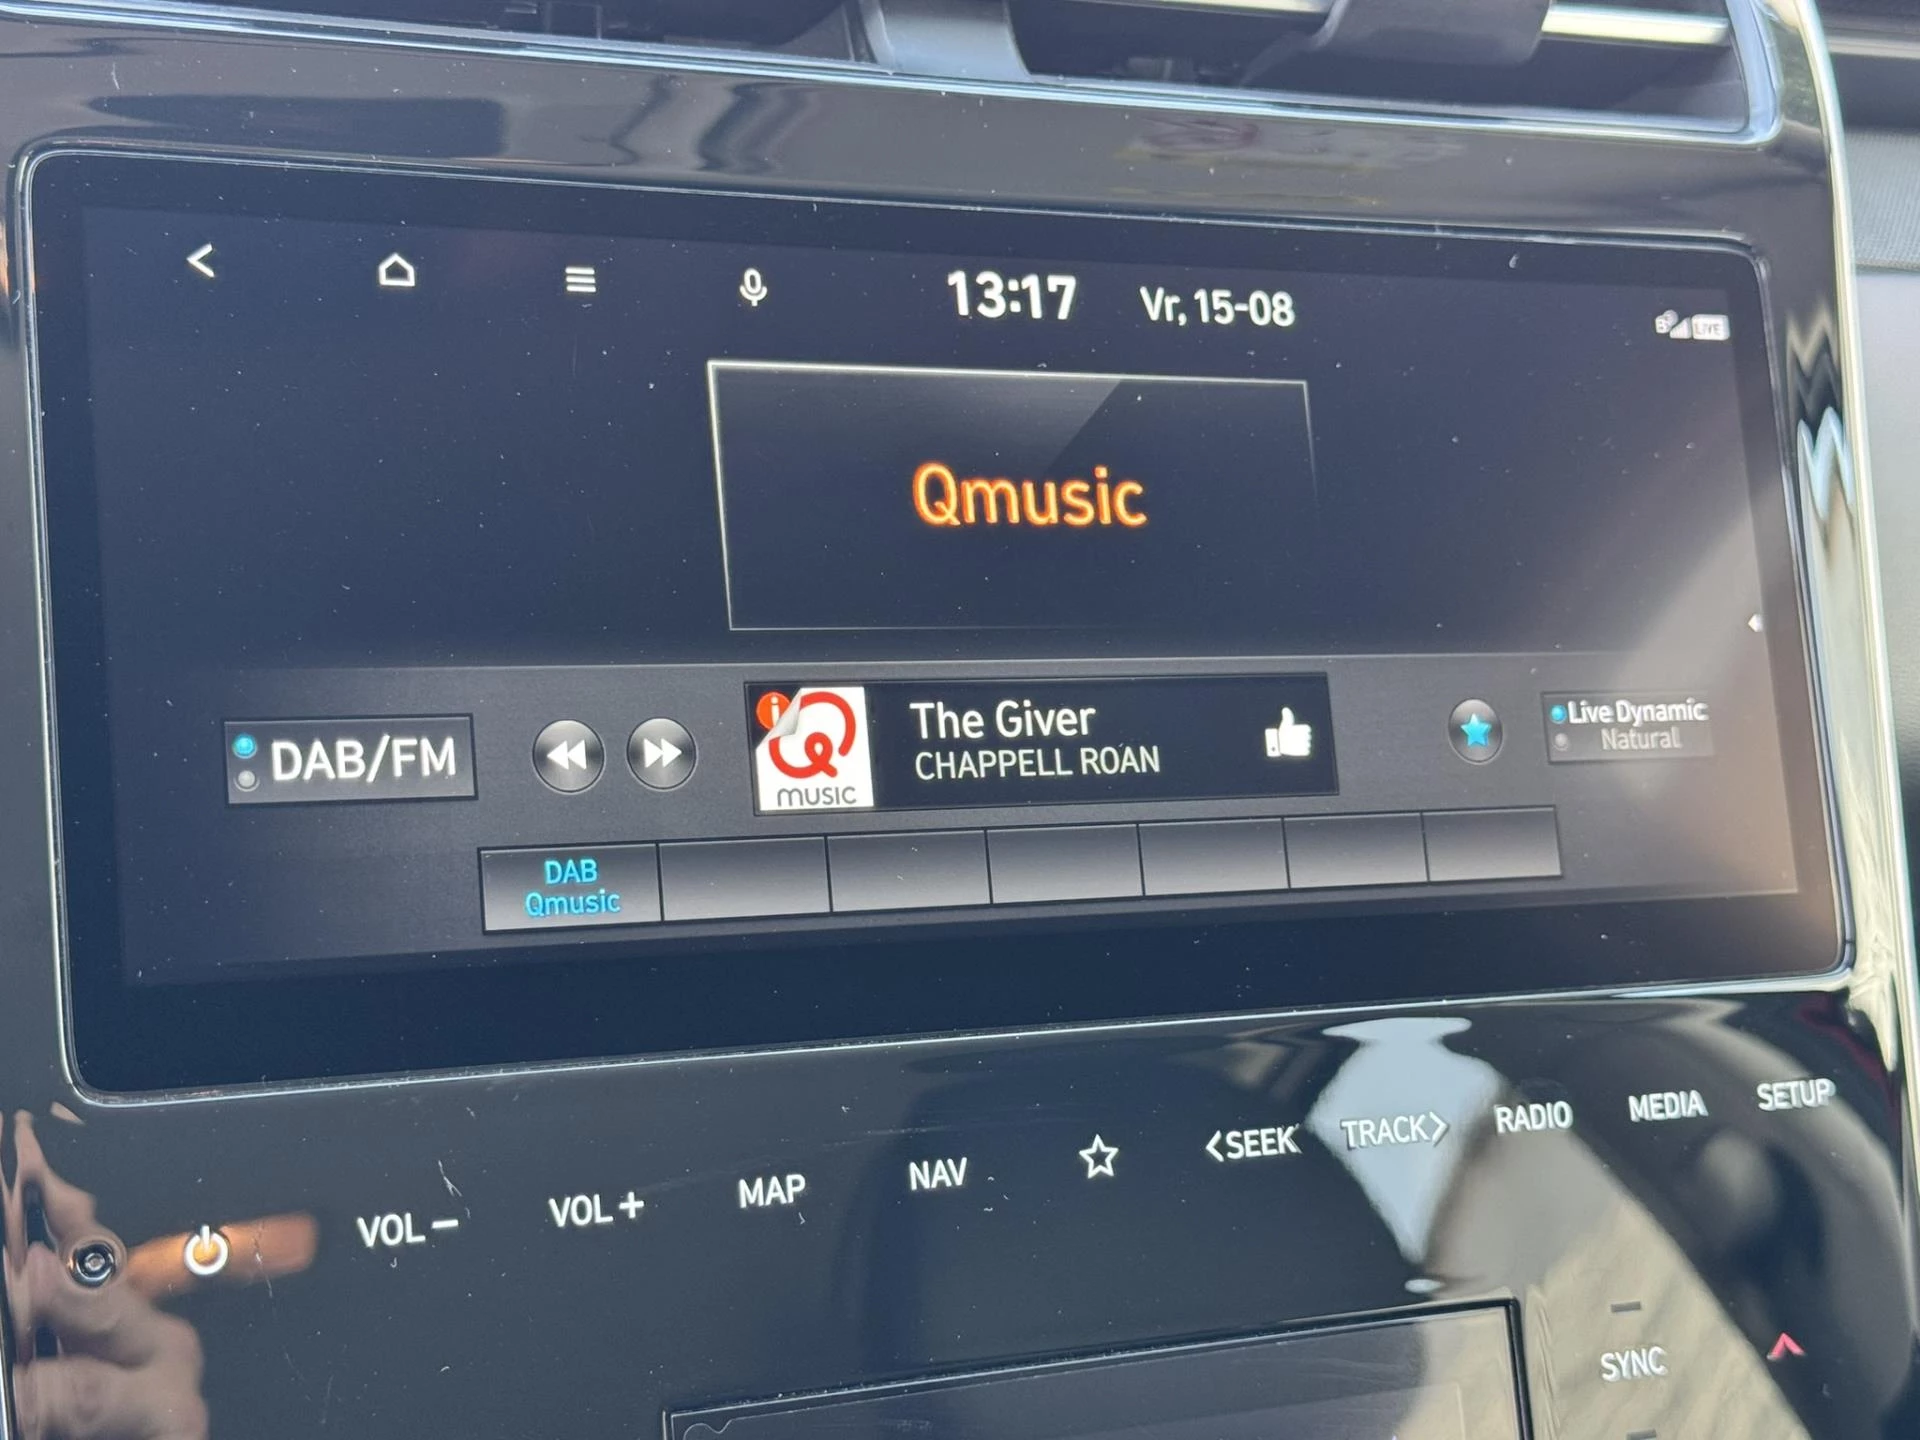 13:17 Vr, 15-08
LIVE
Qmusic
DAB/FM
i
Q
music
The Giver
CHAPPELL ROAN
Live Dynamic
Natural
DAB
Qmusic
VOL - VOL + MAP NAV <SEEK TRACK> RADIO MEDIA SETUP
SYNC